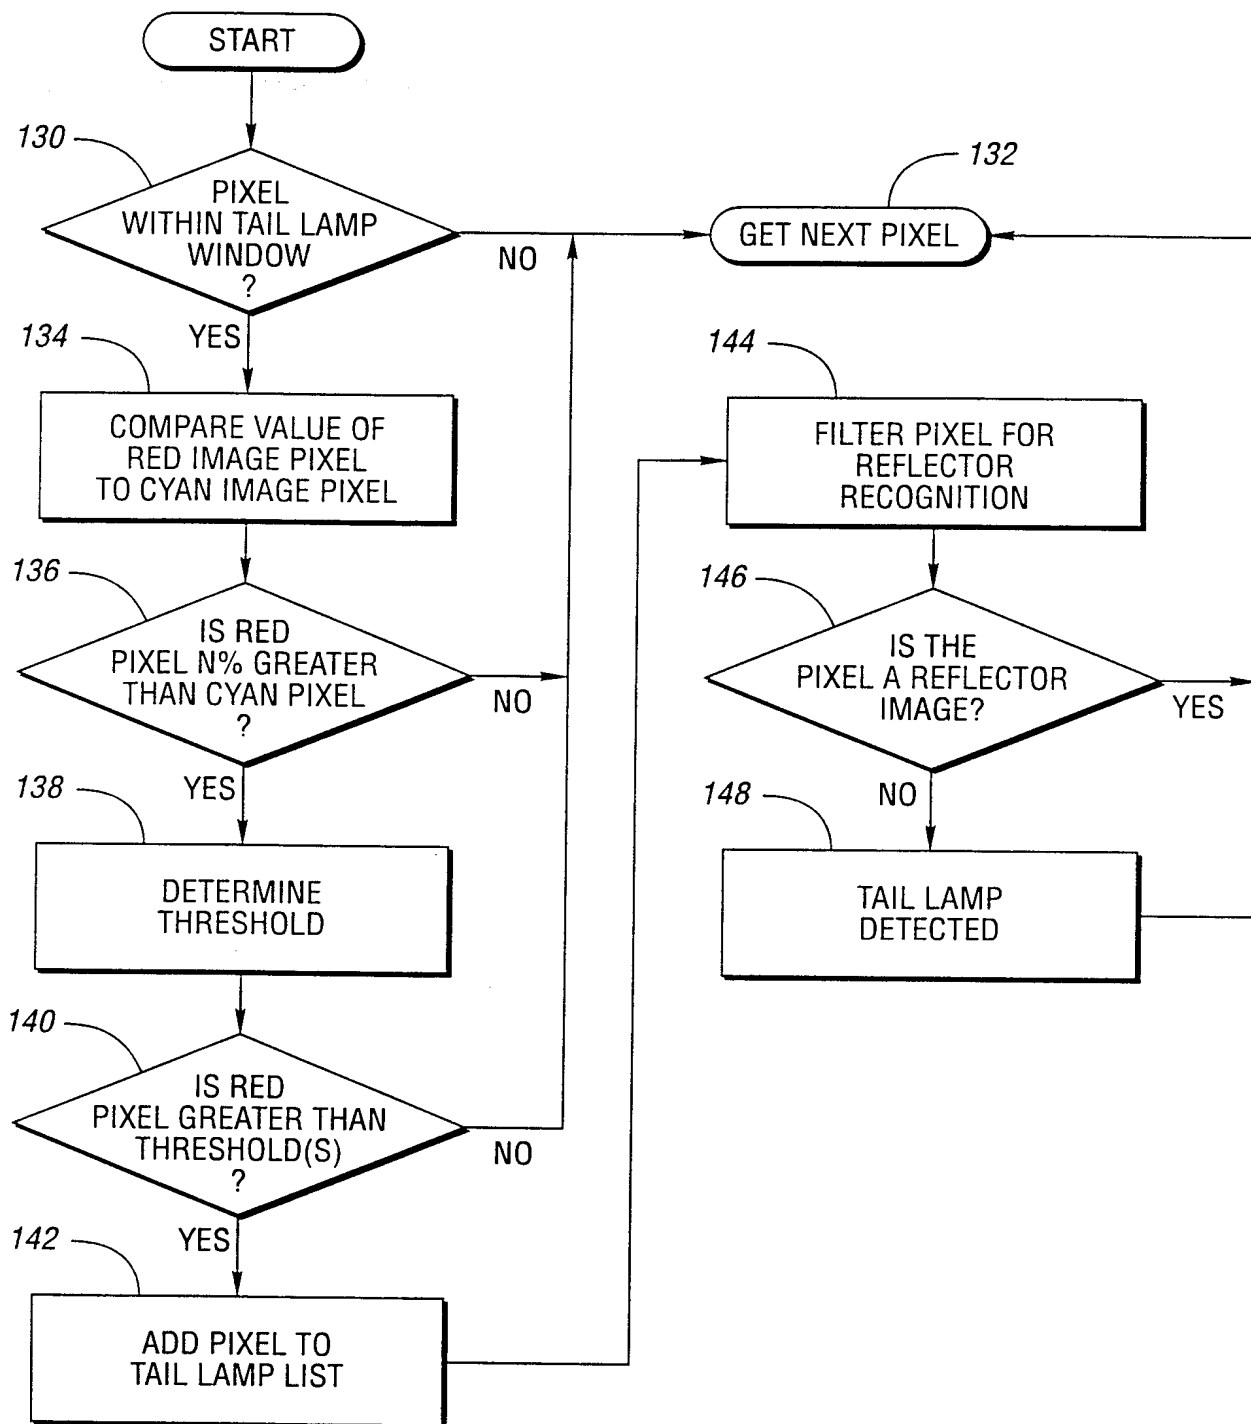 START
130
PIXEL
WITHIN TAIL LAMP
WINDOW
?
NO
YES
132
GET NEXT PIXEL
134
COMPARE VALUE OF
RED IMAGE PIXEL
TO CYAN IMAGE PIXEL
136
IS RED
PIXEL N% GREATER
THAN CYAN PIXEL
?
NO
YES
138
DETERMINE
THRESHOLD
140
IS RED
PIXEL GREATER THAN
THRESHOLD(S)
?
NO
YES
142
ADD PIXEL TO
TAIL LAMP LIST
144
FILTER PIXEL FOR
REFLECTOR
RECOGNITION
146
IS THE
PIXEL A REFLECTOR
IMAGE?
YES
NO
148
TAIL LAMP
DETECTED